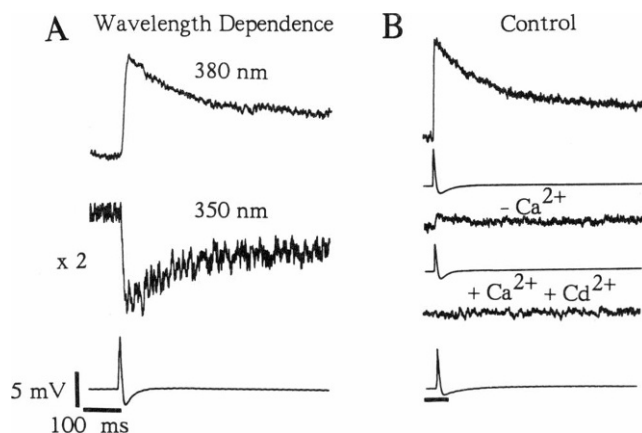 A Wavelength Dependence
380 nm
350 nm
x 2
5 mV
100 ms
B Control
- Ca2+
+ Ca2+ + Cd2+